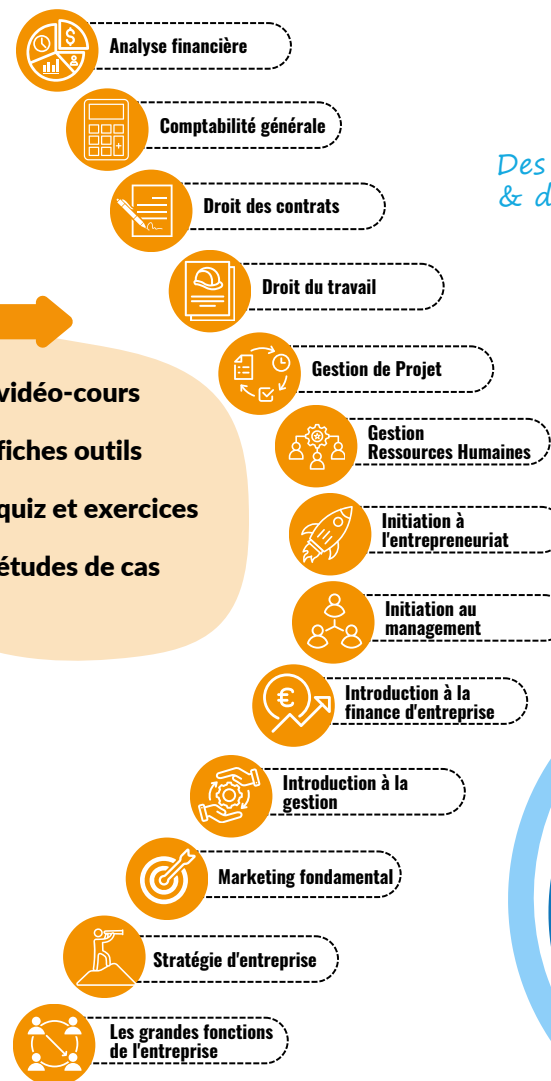 Analyse financière
Comptabilité générale
Des
& d
Droit des contrats
Droit du travail
Gestion de Projet
vidéo-cours
fiches outils
quiz et exercices
études de cas
Gestion
Ressources Humaines
Initiation à
l'entrepreneuriat
Initiation au
management
Introduction à la
finance d'entreprise
Introduction à la
gestion
Marketing fondamental
Stratégie d'entreprise
Les grandes fonctions
de l'entreprise